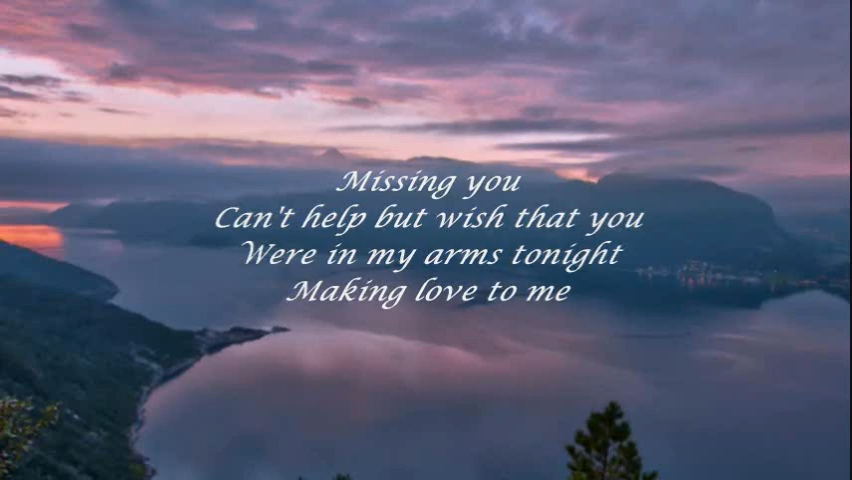 Missing you
Can't help but wish that you
Were in my arms tonight
Making love to me